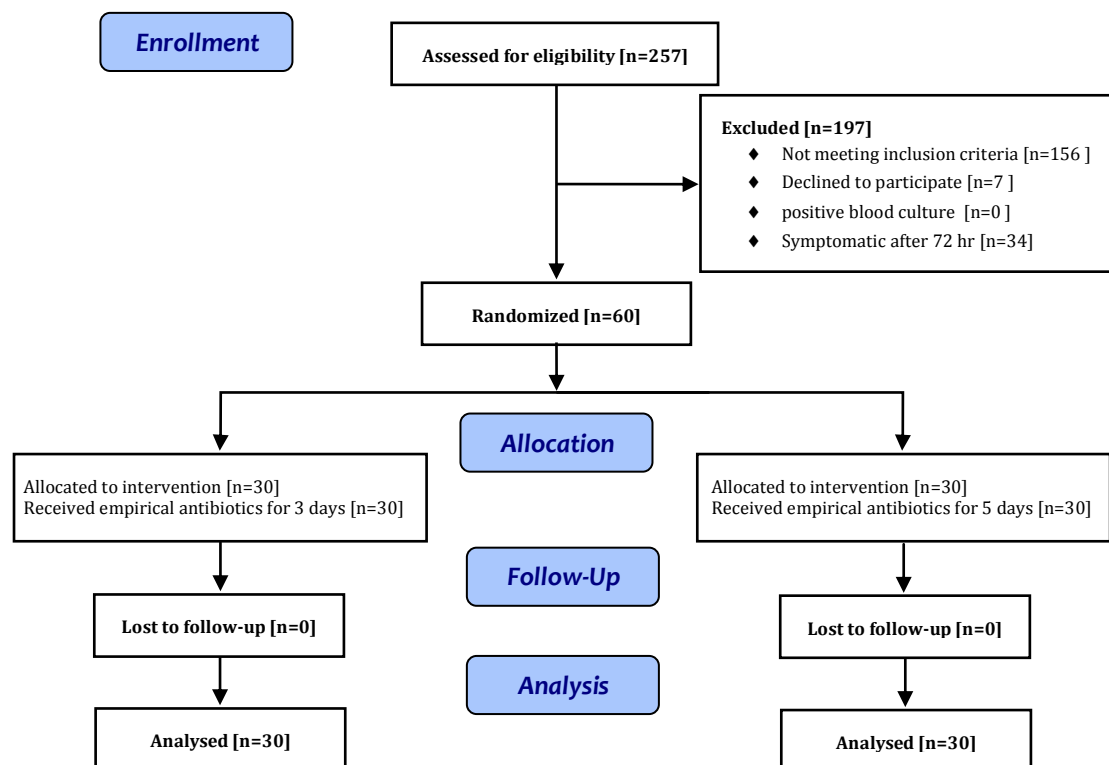 Enrollment
Assessed for eligibility [n=257]
Excluded [n=197]
♦ Not meeting inclusion criteria [n=156 ]
♦ Declined to participate [n=7 ]
♦ positive blood culture [n=0 ]
♦ Symptomatic after 72 hr [n=34]
Randomized [n=60]
Allocation
Allocated to intervention [n=30]
Received empirical antibiotics for 3 days [n=30]
Allocated to intervention [n=30]
Received empirical antibiotics for 5 days [n=30]
Follow-Up
Lost to follow-up [n=0]
Lost to follow-up [n=0]
Analysis
Analysed [n=30]
Analysed [n=30]